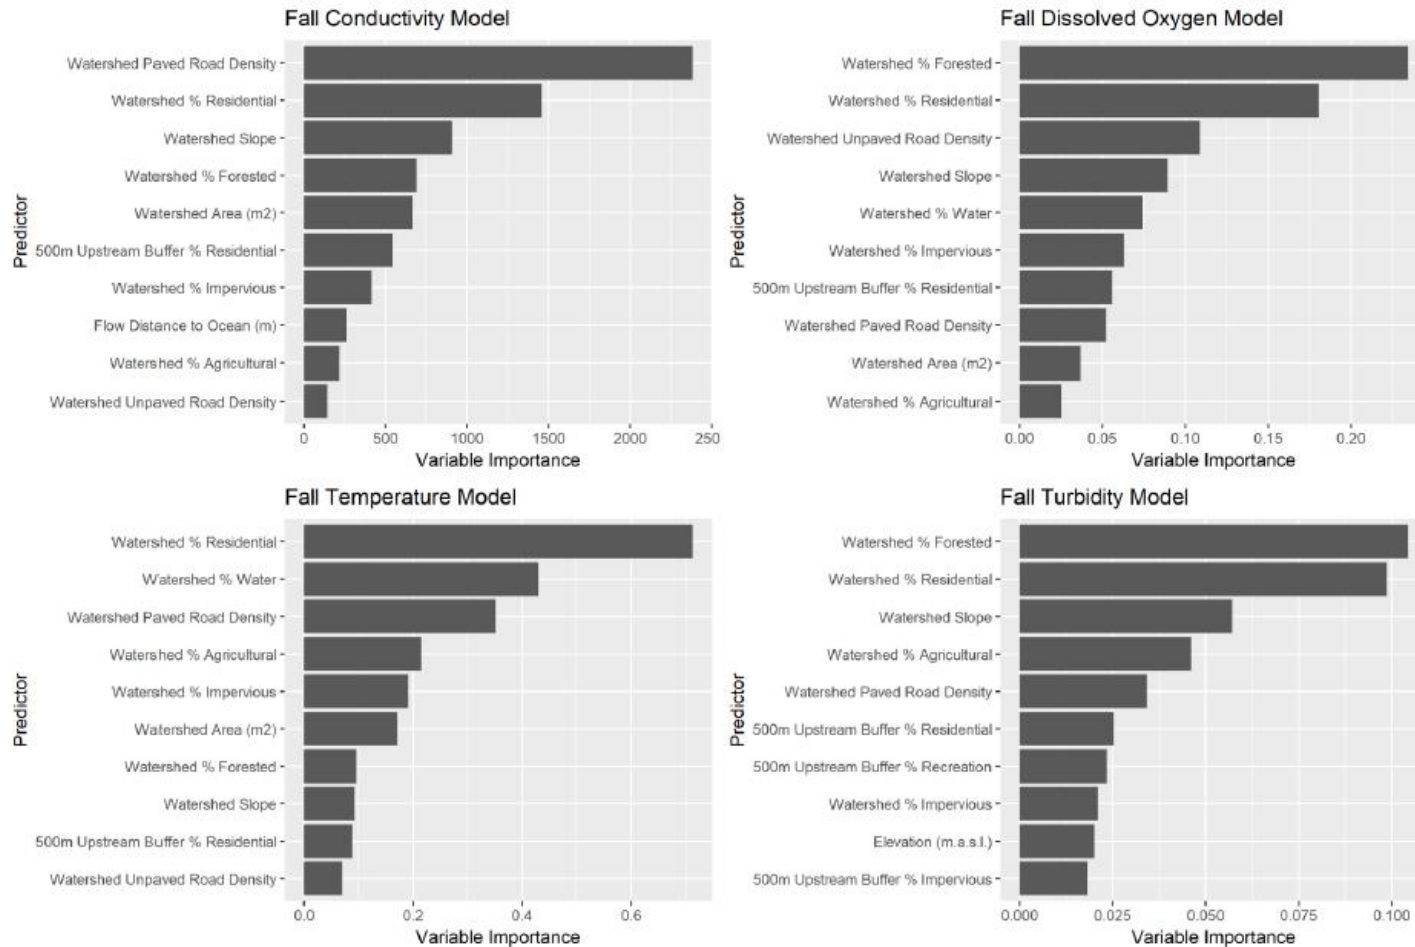 Fall Conductivity Model
Watershed Paved Road Density
Watershed % Residential
Watershed Slope
Watershed % Forested
Watershed Area (m2)
500m Upstream Buffer % Residential
Watershed % Impervious
Flow Distance to Ocean (m)
Watershed % Agricultural
Watershed Unpaved Road Density
Predictor
0 500 1000 1500 2000 250
Variable Importance
Fall Dissolved Oxygen Model
Watershed % Forested
Watershed % Residential
Watershed Unpaved Road Density
Watershed Slope
Watershed % Water
Watershed % Impervious
500m Upstream Buffer % Residential
Watershed Paved Road Density
Watershed Area (m2)
Watershed % Agricultural
Predictor
0.00 0.05 0.10 0.15 0.20
Variable Importance
Fall Temperature Model
Watershed % Residential
Watershed % Water
Watershed Paved Road Density
Watershed % Agricultural
Watershed % Impervious
Watershed Area (m2)
Watershed % Forested
Watershed Slope
500m Upstream Buffer % Residential
Watershed Unpaved Road Density
Predictor
0.0 0.2 0.4 0.6
Variable Importance
Fall Turbidity Model
Watershed % Forested
Watershed % Residential
Watershed Slope
Watershed % Agricultural
Watershed Paved Road Density
500m Upstream Buffer % Residential
500m Upstream Buffer % Recreation
Watershed % Impervious
Elevation (m.a.s.l.)
500m Upstream Buffer % Impervious
Predictor
0.000 0.025 0.050 0.075 0.100
Variable Importance